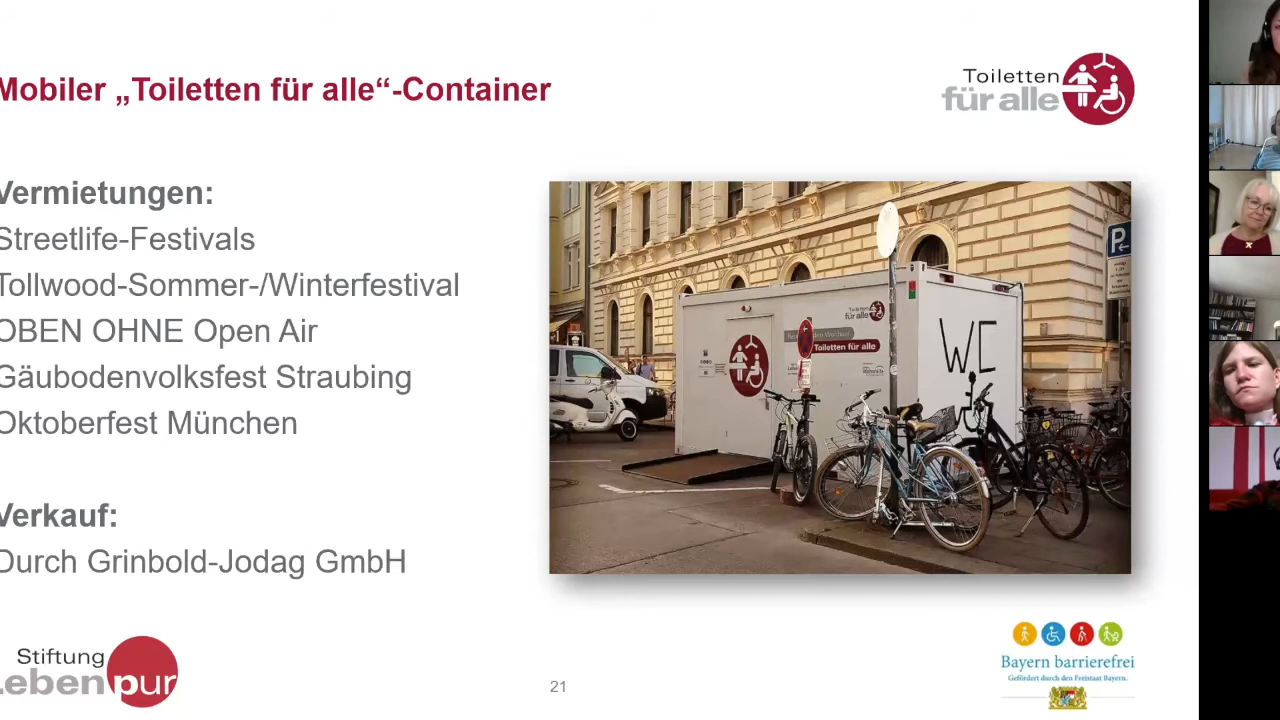 Mobiler „Toiletten für alle“-Container
Toiletten
für alle
Vermietungen:
Streetlife-Festivals
Tollwood-Sommer-/Winterfestival
OBEN OHNE Open Air
Gäubodenvolksfest Straubing
Oktoberfest München
Verkauf:
Durch Grinbold-Jodag GmbH
P
Toiletten
für alle
Toiletten für alle
WC
Stiftung
Leben pur
21
Bayern barrierefrei
Gefördert durch den Freistaat Bayern.